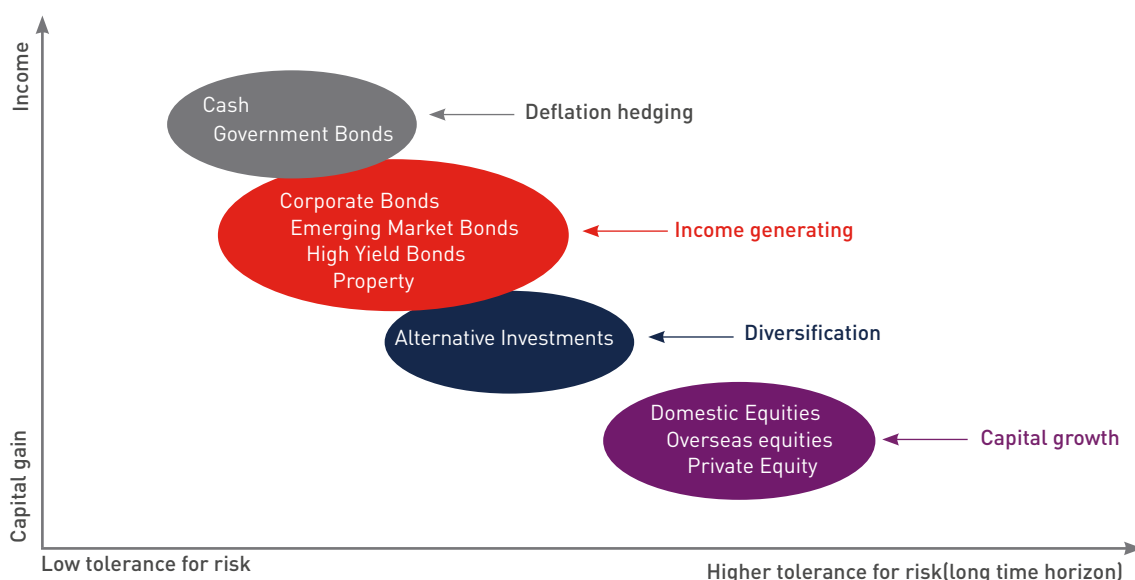 Income
Cash
Government Bonds
Deflation hedging
Corporate Bonds
Emerging Market Bonds
High Yield Bonds
Property
Income generating
Alternative Investments
Diversification
Domestic Equities
Overseas equities
Private Equity
Capital growth
Capital gain
Low tolerance for risk
Higher tolerance for risk(long time horizon)